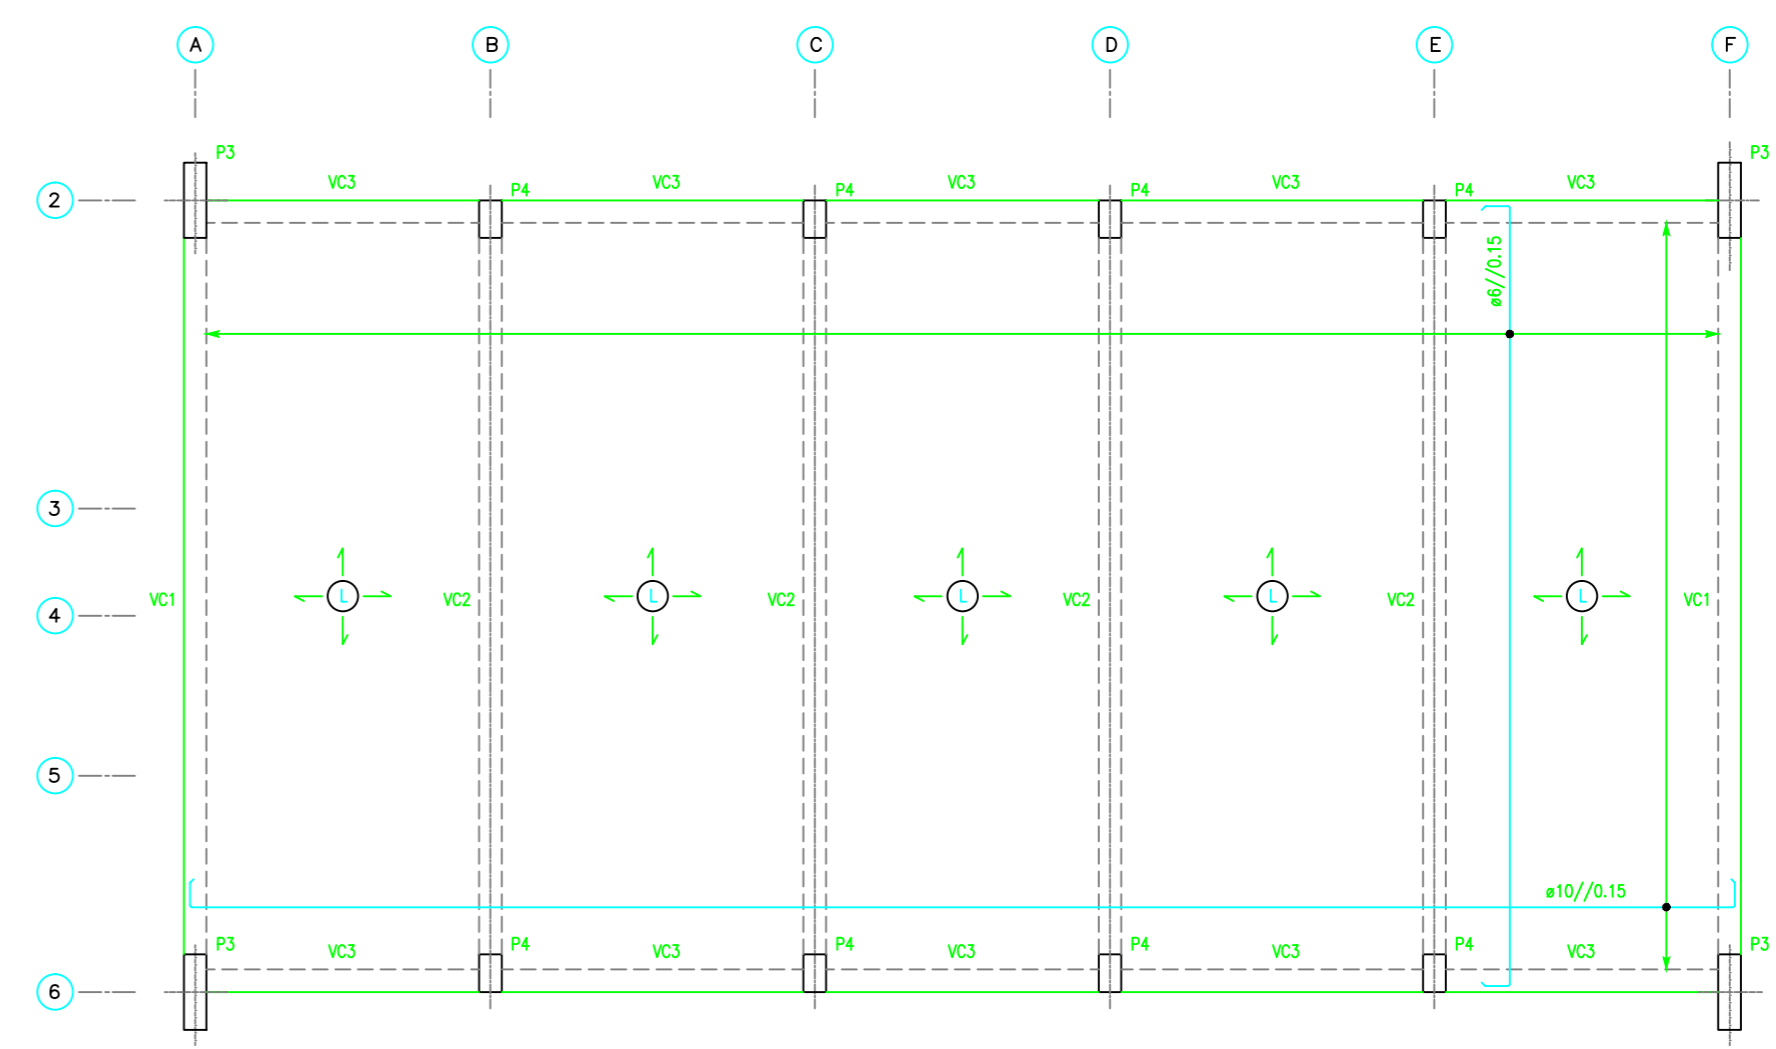 A B C D E F
P3 P3
VC3 VC3 VC3 VC3 VC3
P4 P4 P4 P4
2
ø6//0.15
3
L L L L L
VC1 VC2 VC2 VC2 VC2 VC1
4
5
ø10//0.15
P3 P4 P4 P4 P4 P3
VC3 VC3 VC3 VC3 VC3
6